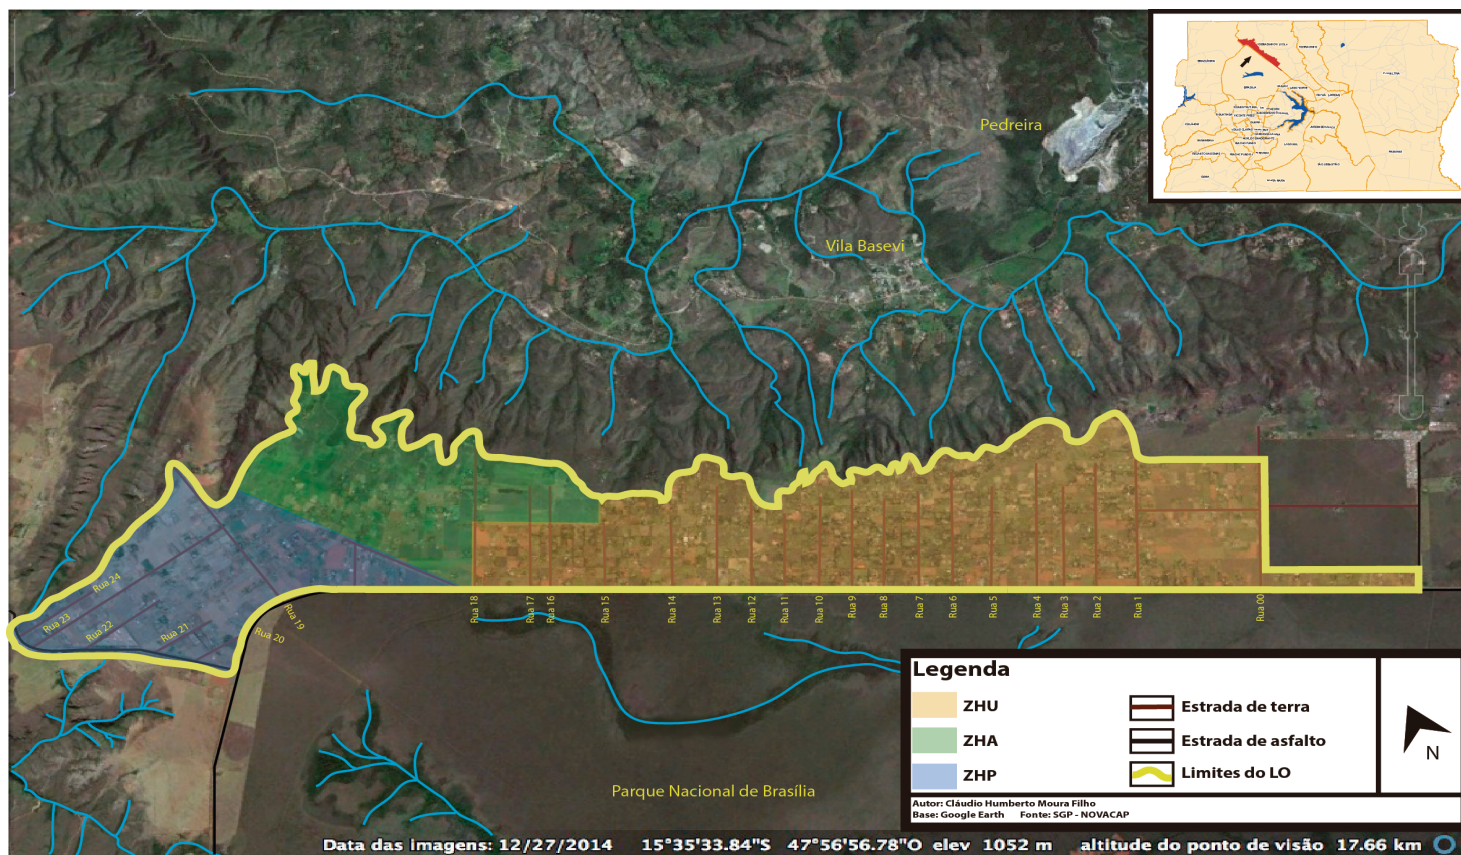 Pedreira
Vila Basevi
Rua 24
Rua 23
Rua 22
Rua 21
Rua 20
Rua 19
Rua 18
Rua 17
Rua 16
Rua 15
Rua 14
Rua 13
Rua 12
Rua 11
Rua 10
Rua 9
Rua 8
Rua 7
Rua 6
Rua 5
Rua 4
Rua 3
Rua 2
Rua 1
Rua 00
Parque Nacional de Brasília
Legenda
ZHU
ZHA
ZHP
Estrada de terra
Estrada de asfalto
Limites do LO
N
Autor: Cláudio Humberto Moura Filho
Base: Google Earth Fonte: SGP - NOVACAP
Data das imagens: 12/27/2014 15°35'33.84"S 47°56'56.78"O elev 1052 m altitude do ponto de visão 17.66 km